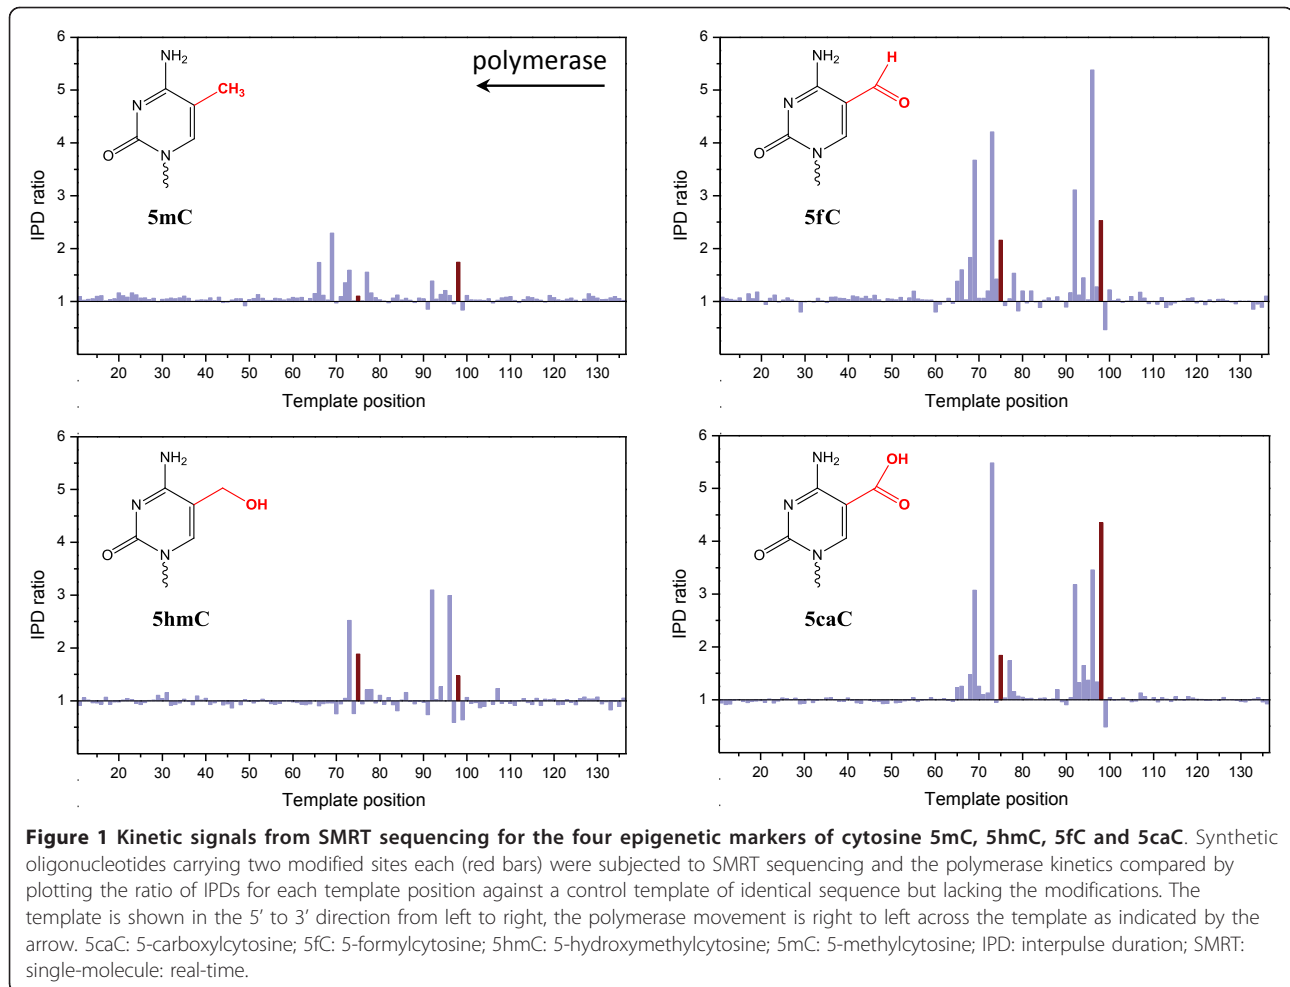 6
5
4
3
2
1
IPD ratio
NH₂
CH₃
N
O
N
5mC
polymerase
20 30 40 50 60 70 80 90 100 110 120 130
Template position
6
5
4
3
2
1
IPD ratio
NH₂
H
N
O
O
N
5fC
20 30 40 50 60 70 80 90 100 110 120 130
Template position
6
5
4
3
2
1
IPD ratio
NH₂
N
OH
O
N
5hmC
20 30 40 50 60 70 80 90 100 110 120 130
Template position
6
5
4
3
2
1
IPD ratio
NH₂
OH
N
O
O
N
5caC
20 30 40 50 60 70 80 90 100 110 120 130
Template position
Figure 1 Kinetic signals from SMRT sequencing for the four epigenetic markers of cytosine 5mC, 5hmC, 5fC and 5caC. Synthetic
oligonucleotides carrying two modified sites each (red bars) were subjected to SMRT sequencing and the polymerase kinetics compared by
plotting the ratio of IPDs for each template position against a control template of identical sequence but lacking the modifications. The
template is shown in the 5′ to 3′ direction from left to right, the polymerase movement is right to left across the template as indicated by the
arrow. 5caC: 5-carboxylcytosine; 5fC: 5-formylcytosine; 5hmC: 5-hydroxymethylcytosine; 5mC: 5-methylcytosine; IPD: interpulse duration; SMRT:
single-molecule: real-time.